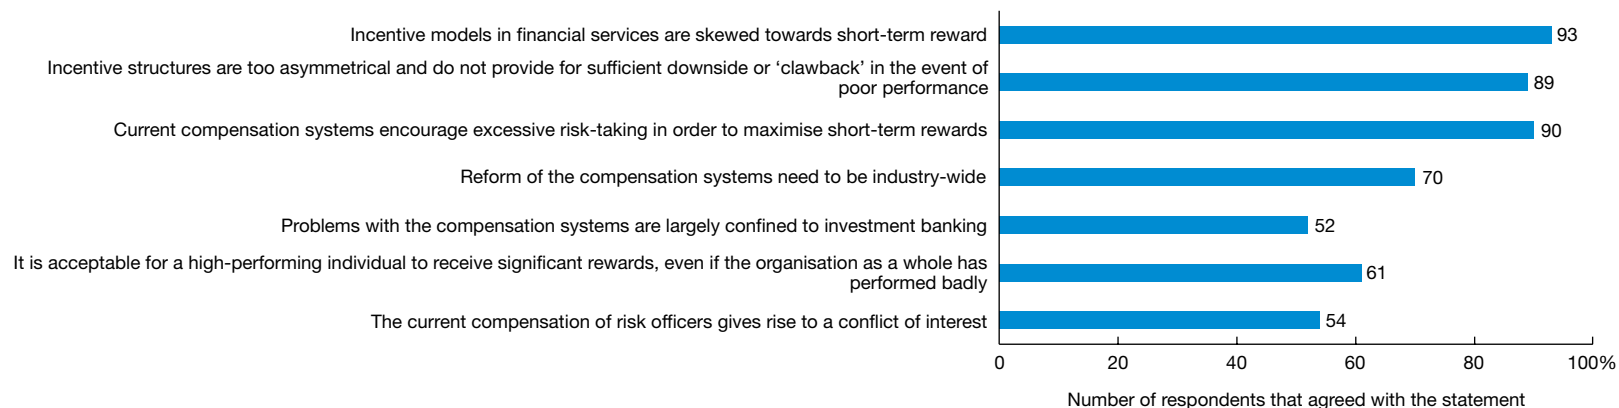 Incentive models in financial services are skewed towards short-term reward
93
Incentive structures are too asymmetrical and do not provide for sufficient downside or ‘clawback’ in the event of
poor performance
89
Current compensation systems encourage excessive risk-taking in order to maximise short-term rewards
90
Reform of the compensation systems need to be industry-wide
70
Problems with the compensation systems are largely confined to investment banking
52
It is acceptable for a high-performing individual to receive significant rewards, even if the organisation as a whole has
performed badly
61
The current compensation of risk officers gives rise to a conflict of interest
54
0 20 40 60 80 100%
Number of respondents that agreed with the statement